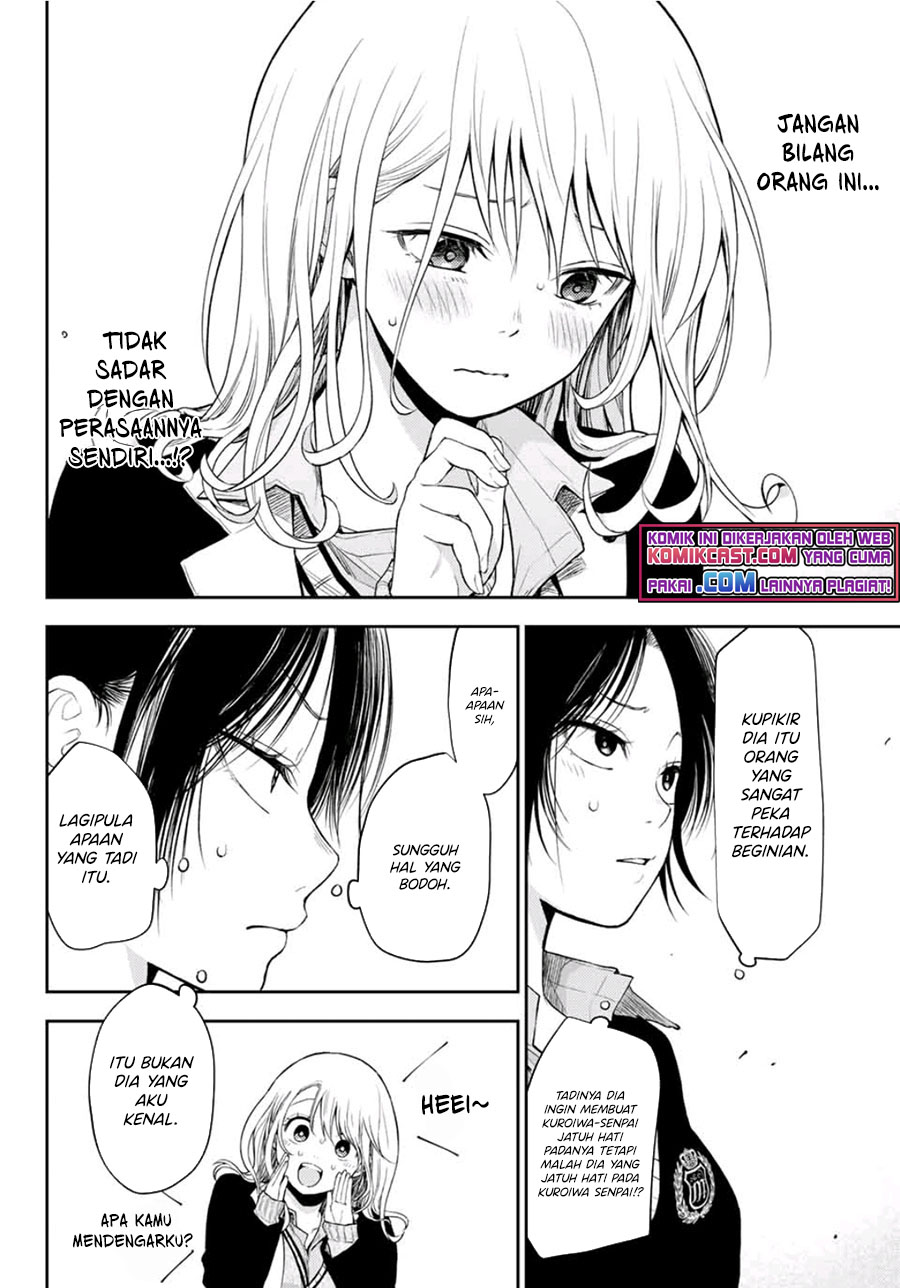 JANGAN
BILANG
ORANG INI...
TIDAK
SADAR
DENGAN
PERASAANNYA
SENDIRI...!?
KOMIK INI DIKERJAKAN OLEH WEB
KOMIKCAST.COM YANG CUMA
PAKAI .COM LAINNYA PLAGIAT!
KUPIKIR
DIA ITU
ORANG
YANG
SANGAT
PEKA
TERHADAP
BEGINIAN.
TADINYA DIA
INGIN MEMBUAT
KUROIWA-SENPAI
JATUH HATI
PADANYA TETAPI
MALAH DIA YANG
JATUH HATI PADA
KUROIWA SENPAI!?
APA-
APAAN
SIH,
SUNGGUH
HAL YANG
BODOH.
LAGIPULA
APAAN
YANG TADI
ITU.
ITU BUKAN
DIA YANG
AKU
KENAL.
HEEI~
APA KAMU
MENDENGARKU?